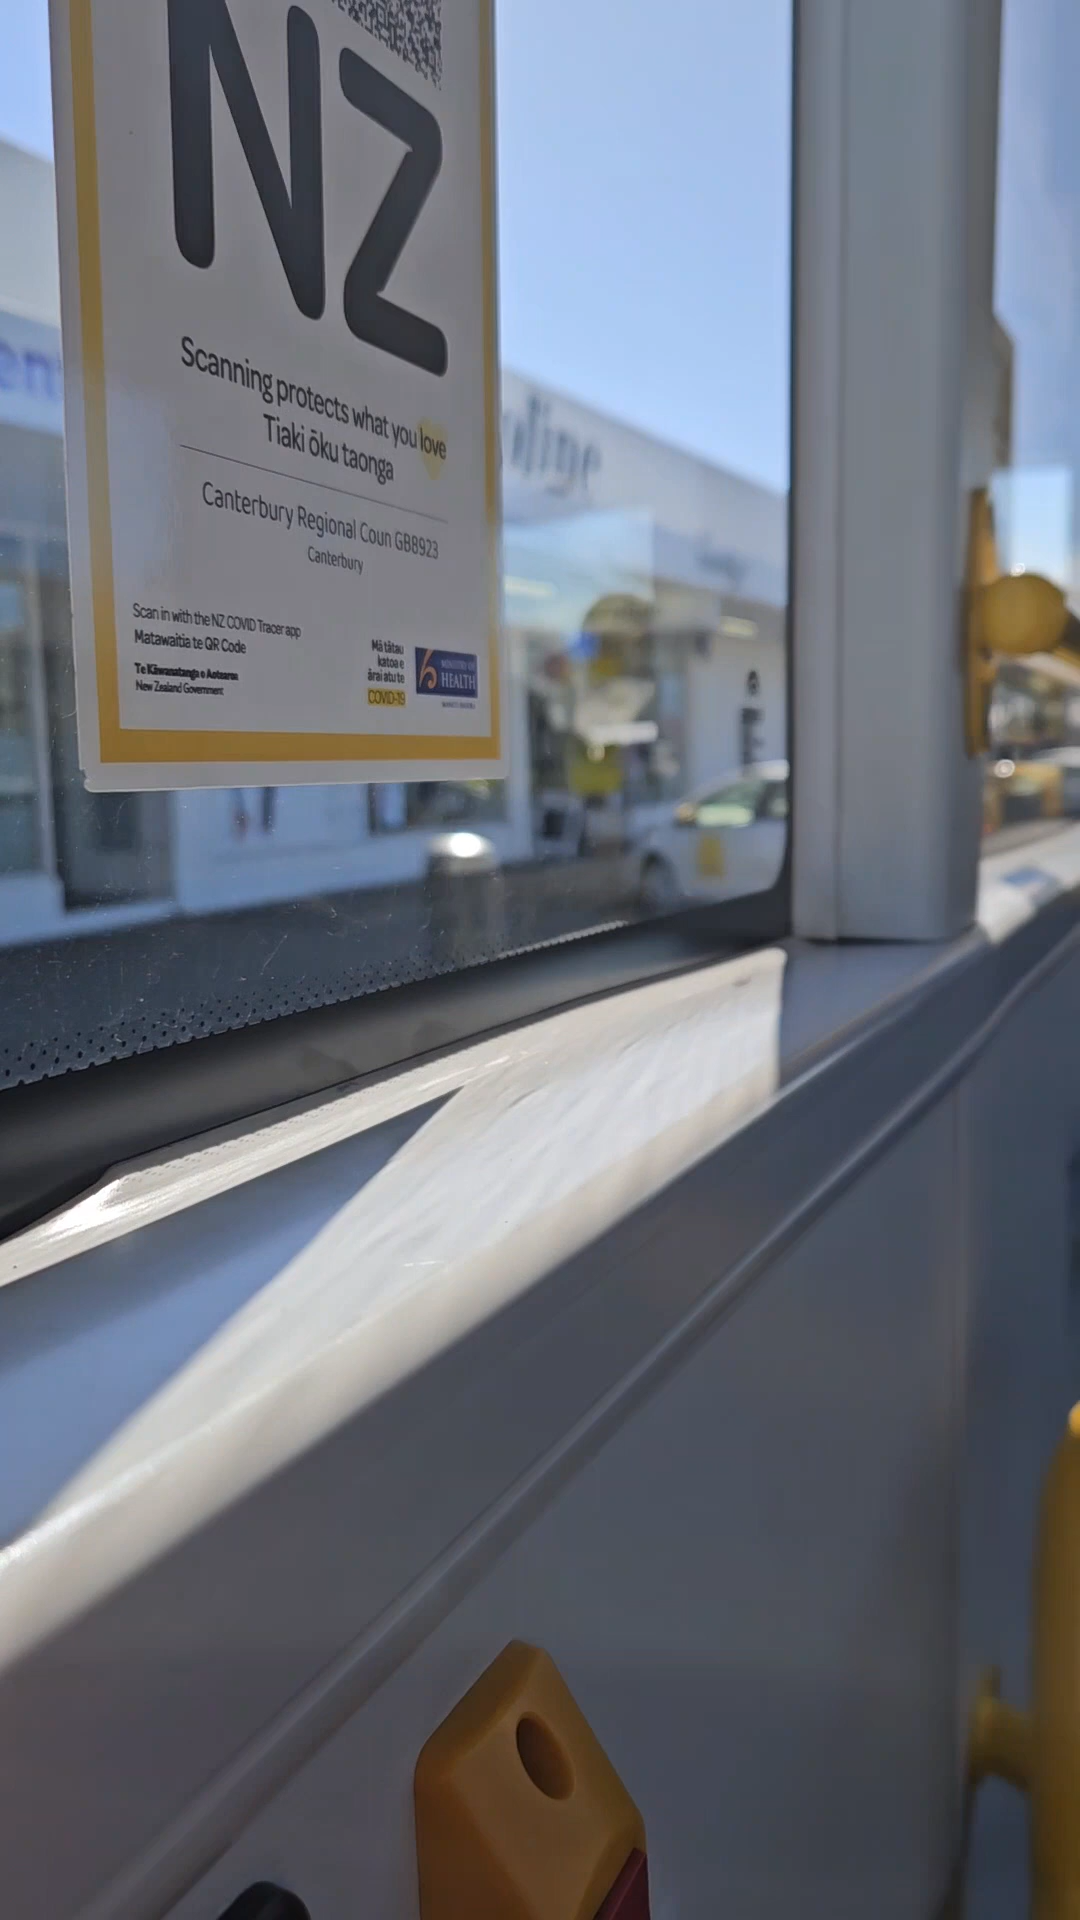 NZ
Scanning protects what you love
Tiaki ōku taonga
Canterbury Regional Coun GB8923
Canterbury
Scan in with the NZ COVID Tracer app
Matawaitia te QR Code
Te Kāwanatanga o Aotearoa
New Zealand Government
Mā tātau
katoa e
ārai atu te
COVID-19
MINISTRY OF
HEALTH